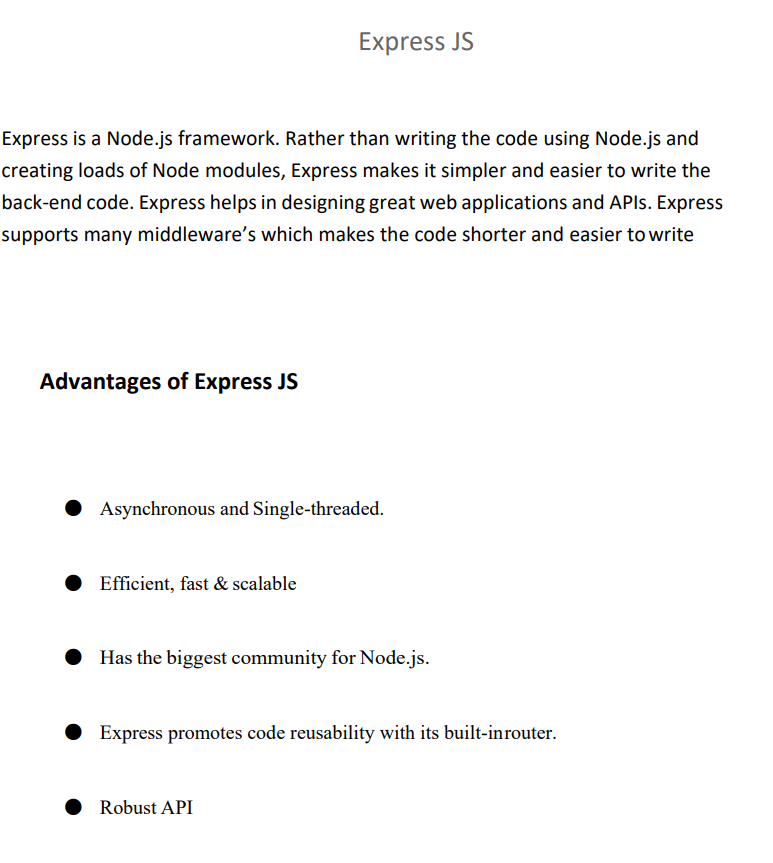 Express JS
Express is a Node.js framework. Rather than writing the code using Node.js and
creating loads of Node modules, Express makes it simpler and easier to write the
back-end code. Express helps in designing great web applications and APIs. Express
supports many middleware’s which makes the code shorter and easier to write
Advantages of Express JS
● Asynchronous and Single-threaded.
● Efficient, fast & scalable
● Has the biggest community for Node.js.
● Express promotes code reusability with its built-inrouter.
● Robust API